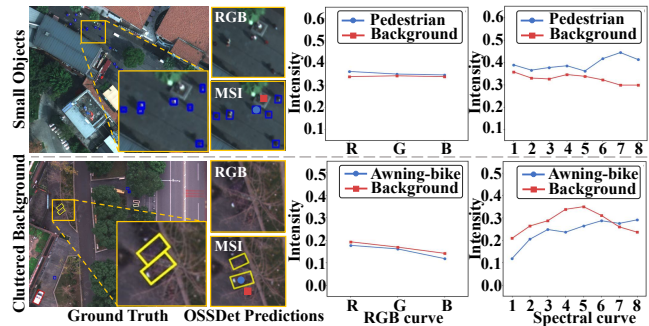 Small Objects
RGB
MSI
Intensity
0.6
0.5
0.4
0.3
0.2
0.1
Pedestrian
Background
R G B
Intensity
0.6
0.5
0.4
0.3
0.2
0.1
Pedestrian
Background
1 2 3 4 5 6 7 8
Cluttered Background
RGB
MSI
Intensity
0.5
0.4
0.3
0.2
0.1
0.0
Awning-bike
Background
R G B
Intensity
0.5
0.4
0.3
0.2
0.1
0.0
Awning-bike
Background
1 2 3 4 5 6 7 8
Ground Truth
OSSDet Predictions
RGB curve
Spectral curve